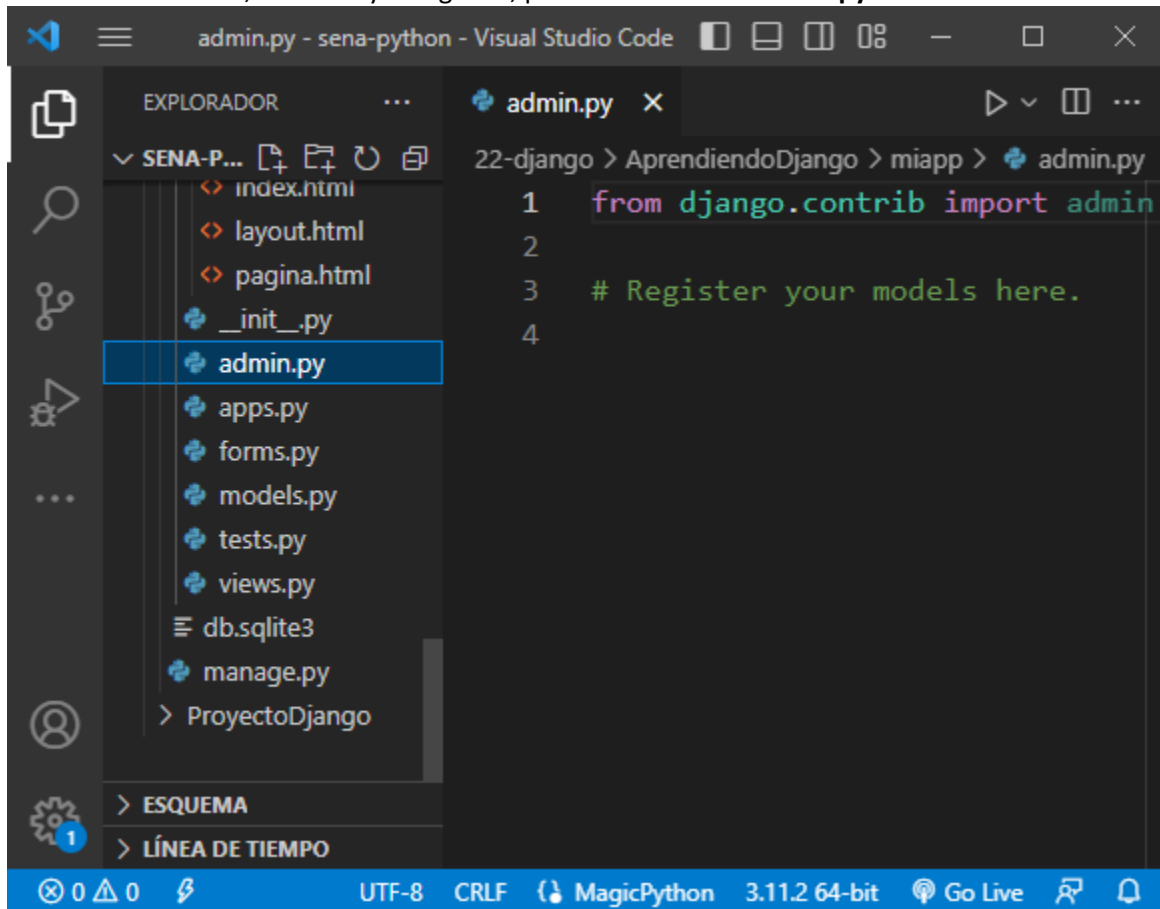 py
admin.py - sena-python - Visual Studio Code
EXPLORADOR
SENA-P...
index.html
layout.html
pagina.html
__init__.py
admin.py
apps.py
forms.py
models.py
tests.py
views.py
db.sqlite3
manage.py
ProyectoDjango
ESQUEMA
LÍNEA DE TIEMPO
admin.py
22-django > AprendiendoDjango > miapp > admin.py
1 from django.contrib import admin
2
3 # Register your models here.
4
1
0 0 UTF-8 CRLF MagicPython 3.11.2 64-bit Go Live